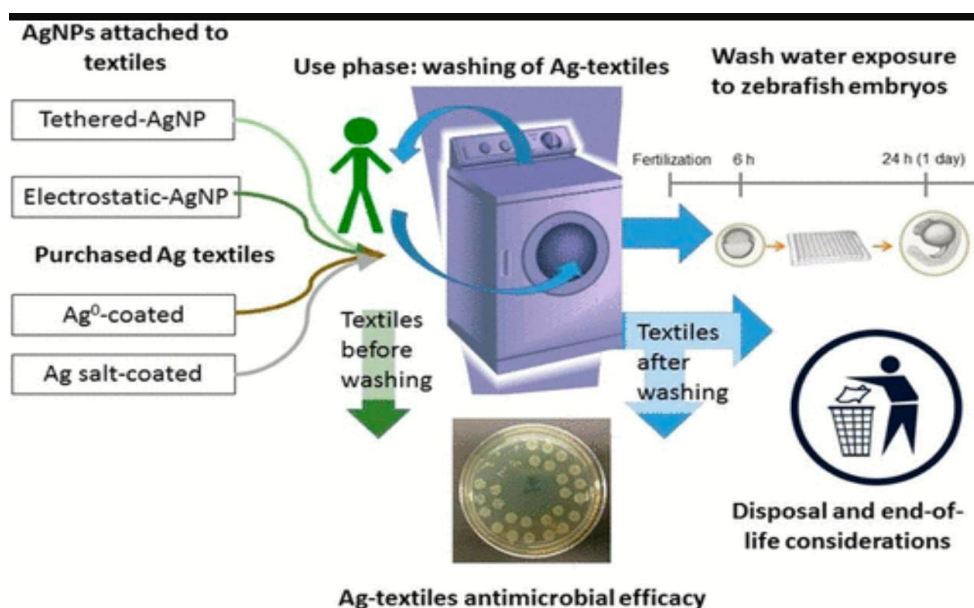 AgNPs attached to
textiles
Tethered-AgNP
Electrostatic-AgNP
Purchased Ag textiles
Ag⁰-coated
Ag salt-coated
Use phase: washing of Ag-textiles
Textiles
before
washing
Textiles
after
washing
Ag-textiles antimicrobial efficacy
Wash water exposure
to zebrafish embryos
Fertilization
6 h
24 h (1 day)
Disposal and end-of-
life considerations